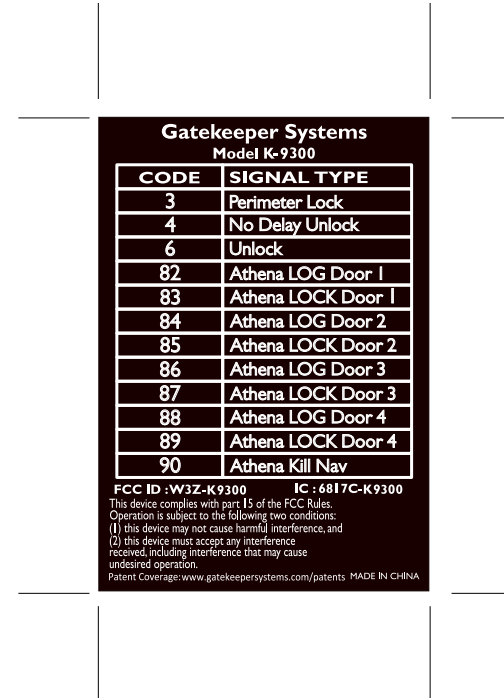 Gatekeeper Systems
Model K-9300
CODE SIGNAL TYPE
3 Perimeter Lock
4 No Delay Unlock
6 Unlock
82 Athena LOG Door 1
83 Athena LOCK Door 1
84 Athena LOG Door 2
85 Athena LOCK Door 2
86 Athena LOG Door 3
87 Athena LOCK Door 3
88 Athena LOG Door 4
89 Athena LOCK Door 4
90 Athena Kill Nav
FCC ID :W3Z-K9300 IC : 6817C-K9300
This device complies with part 15 of the FCC Rules.
Operation is subject to the following two conditions:
(1) this device may not cause harmful interference, and
(2) this device must accept any interference
received, including interference that may cause
undesired operation.
Patent Coverage: www.gatekeepersystems.com/patents MADE IN CHINA